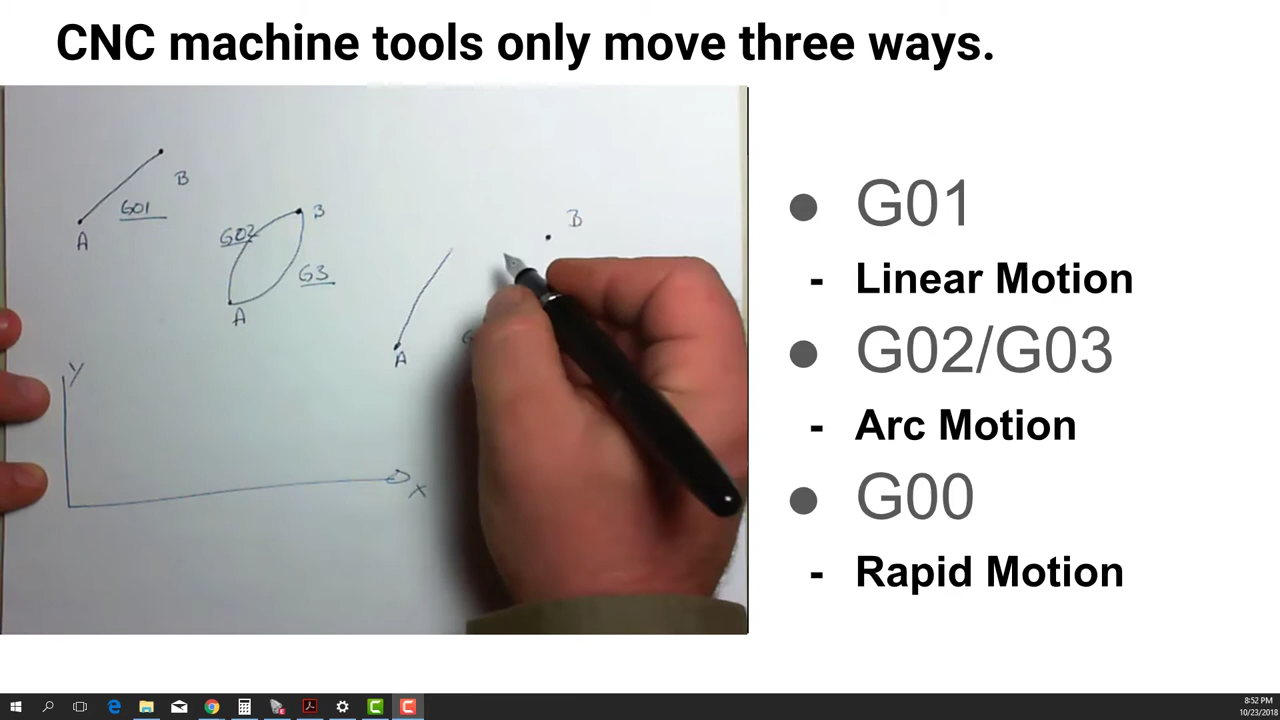 CNC machine tools only move three ways.
B
G01
A
G02
B
G3
A
B
A
Y
X
G01
Linear Motion
G02/G03
Arc Motion
G00
Rapid Motion
8:52 PM
10/23/2018